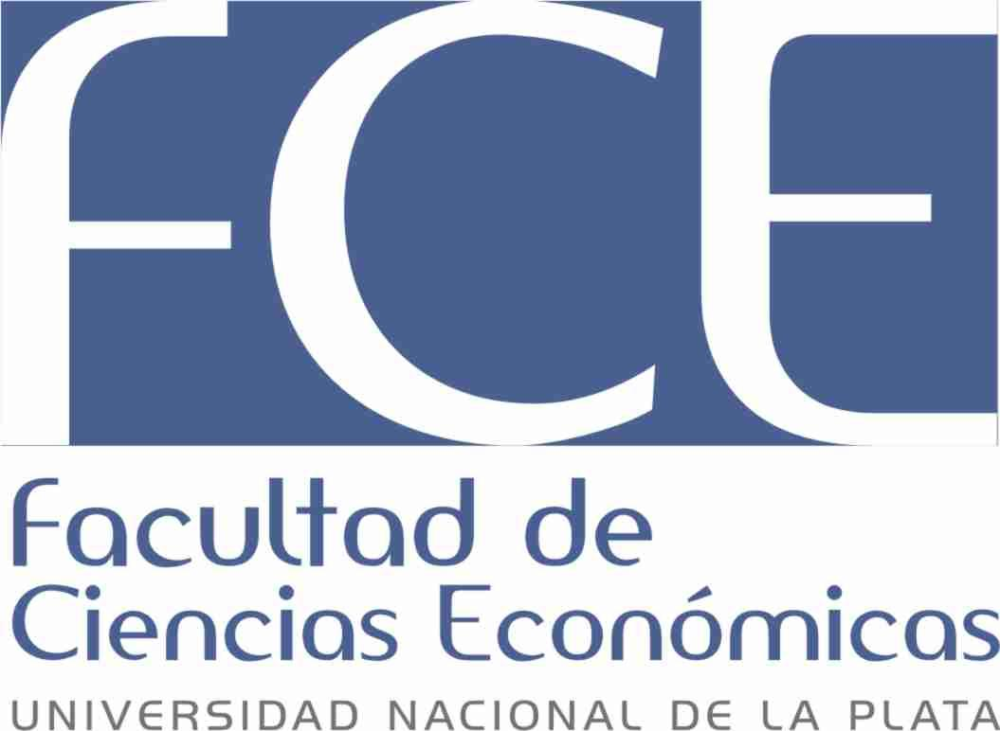 FCE
Facultad de
Ciencias Económicas
UNIVERSIDAD NACIONAL DE LA PLATA